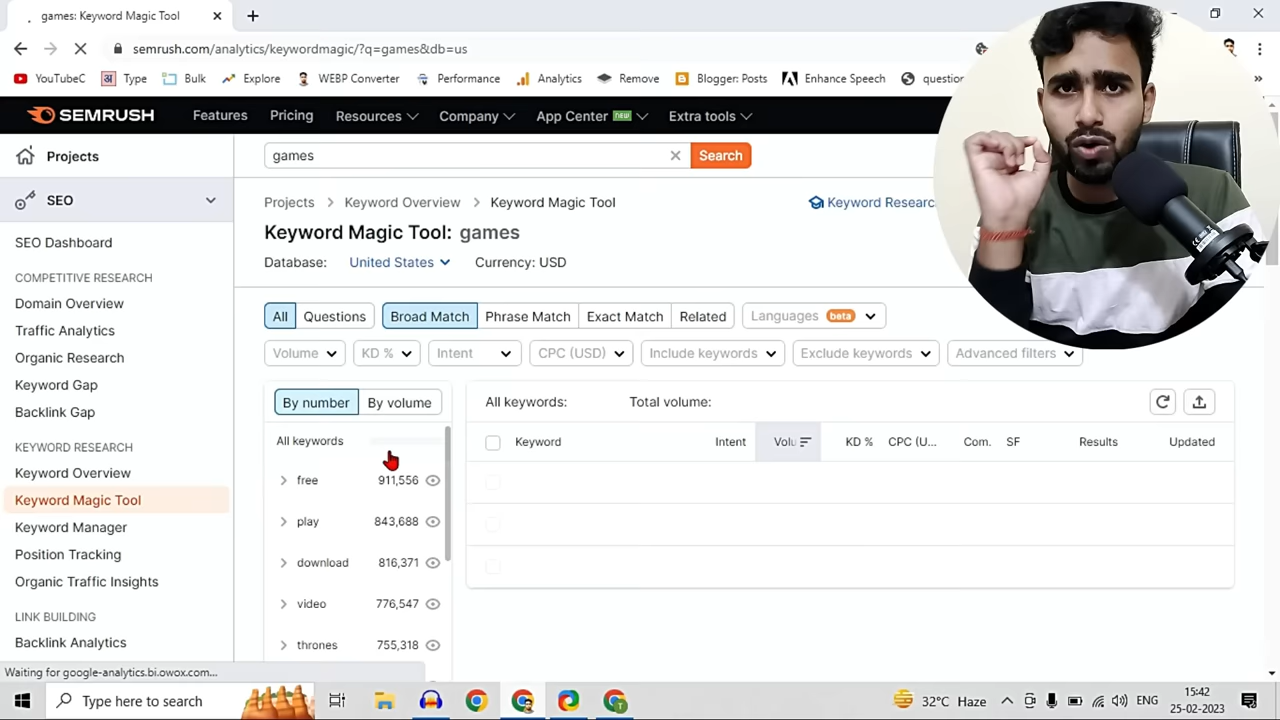 games: Keyword Magic Tool
semrush.com/analytics/keywordmagic/?q=games&db=us
YouTubeC Type Bulk Explore WEBP Converter Performance Analytics Remove Blogger: Posts Enhance Speech
SEMRUSH Features Pricing Resources Company App Center NEW Extra tools
Projects
SEO
SEO Dashboard
COMPETITIVE RESEARCH
Domain Overview
Traffic Analytics
Organic Research
Keyword Gap
Backlink Gap
KEYWORD RESEARCH
Keyword Overview
Keyword Magic Tool
Keyword Manager
Position Tracking
Organic Traffic Insights
LINK BUILDING
Backlink Analytics
games Search
Projects > Keyword Overview > Keyword Magic Tool
Keyword Magic Tool: games
Database: United States Currency: USD
All Questions Broad Match Phrase Match Exact Match Related Languages beta
Volume KD % Intent CPC (USD) Include keywords Exclude keywords Advanced filters
By number By volume
All keywords
free 911,556
play 843,688
download 816,371
video 776,547
thrones 755,318
All keywords: Total volume:
Keyword Intent Volu KD % CPC (U... Com. SF Results Updated
Waiting for google-analytics.bi.owox.com...
Type here to search
32°C Haze
ENG
15:42
25-02-2023